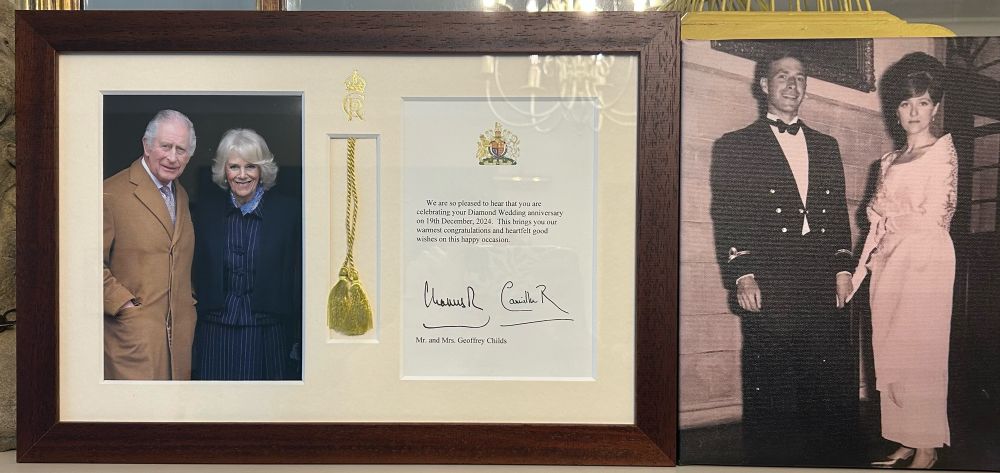 We are so pleased to hear that you are
celebrating your Diamond Wedding anniversary
on 19th December, 2024. This brings you our
warmest congratulations and heartfelt good
wishes on this happy occasion.
Charles R Camilla R
Mr. and Mrs. Geoffrey Childs